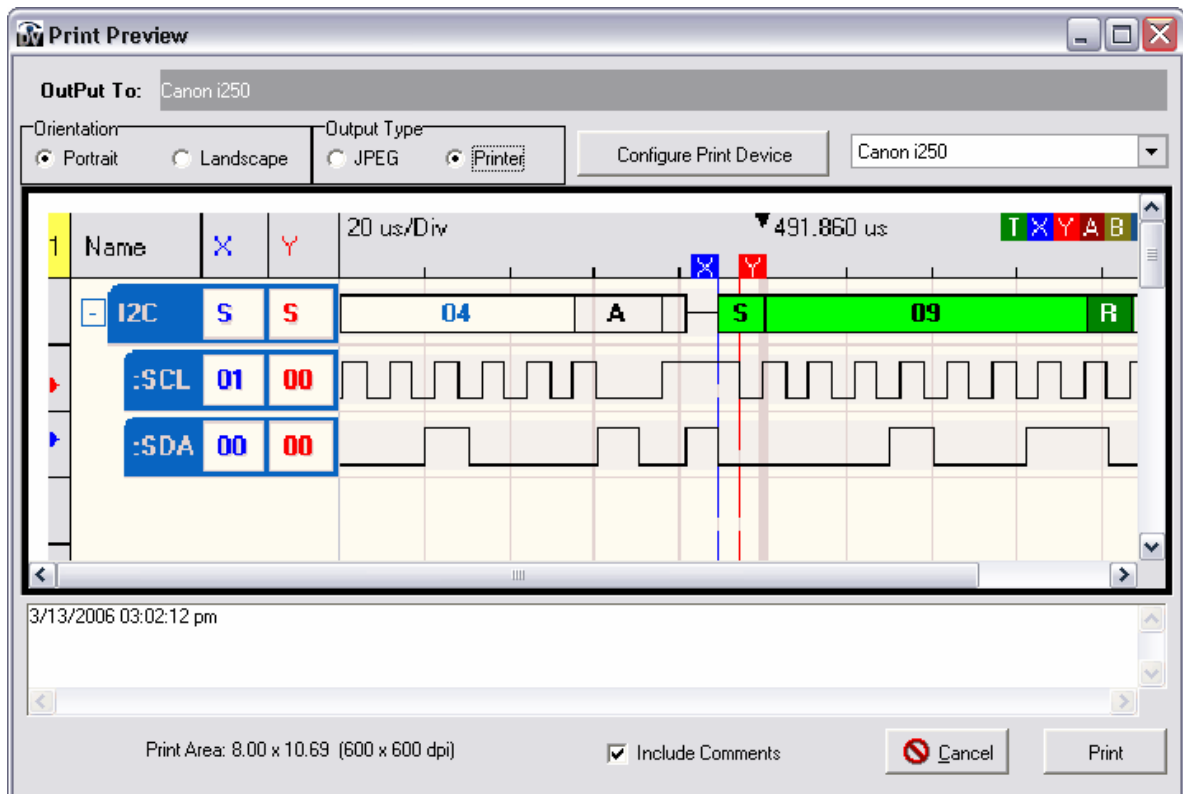 DV Print Preview
OutPut To: Canon i250
Orientation
Portrait Landscape
Output Type
JPEG Printer
Configure Print Device
Canon i250
1 Name X Y 20 us/Div 491.860 us T X Y A B
X Y
I2C S S 04 A S 09 R
:SCL 01 00
:SDA 00 00
3/13/2006 03:02:12 pm
Print Area: 8.00 x 10.69 (600 x 600 dpi)
Include Comments
Cancel
Print